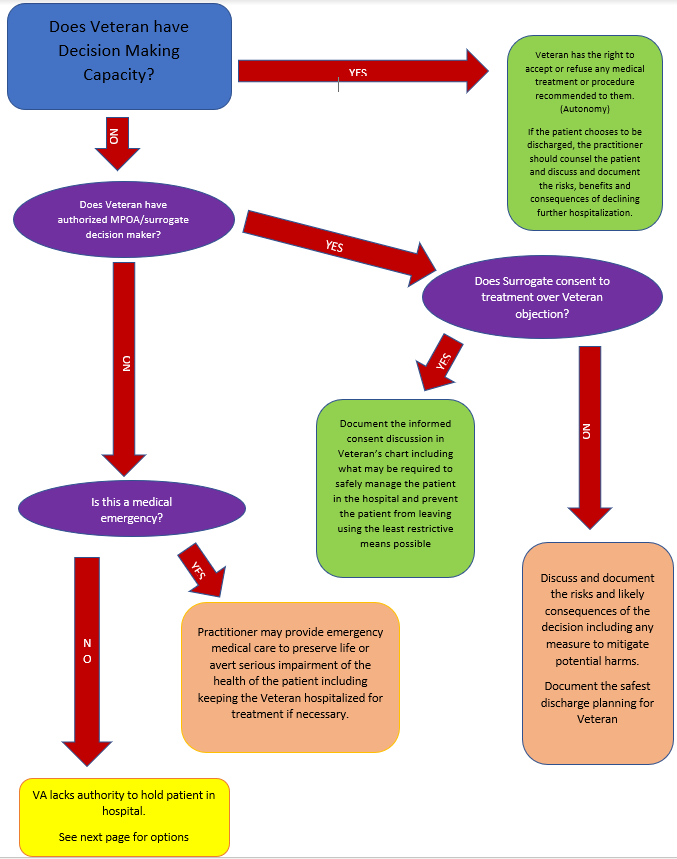 Does Veteran have
Decision Making
Capacity?
YES
Veteran has the right to
accept or refuse any medical
treatment or procedure
recommended to them.
(Autonomy)
If the patient chooses to be
discharged, the practitioner
should counsel the patient
and discuss and document
the risks, benefits and
consequences of declining
further hospitalization.
NO
Does Veteran have
authorized MPOA/surrogate
decision maker?
YES
Does Surrogate consent to
treatment over Veteran
objection?
NO
YES
NO
Document the informed
consent discussion in
Veteran's chart including
what may be required to
safely manage the patient
in the hospital and prevent
the patient from leaving
using the least restrictive
means possible
Is this a medical
emergency?
YES
N
O
Discuss and document
the risks and likely
consequences of the
decision including any
measure to mitigate
potential harms.
Document the safest
discharge planning for
Veteran
Practitioner may provide emergency
medical care to preserve life or
avert serious impairment of the
health of the patient including
keeping the Veteran hospitalized for
treatment if necessary.
VA lacks authority to hold patient in
hospital.
See next page for options